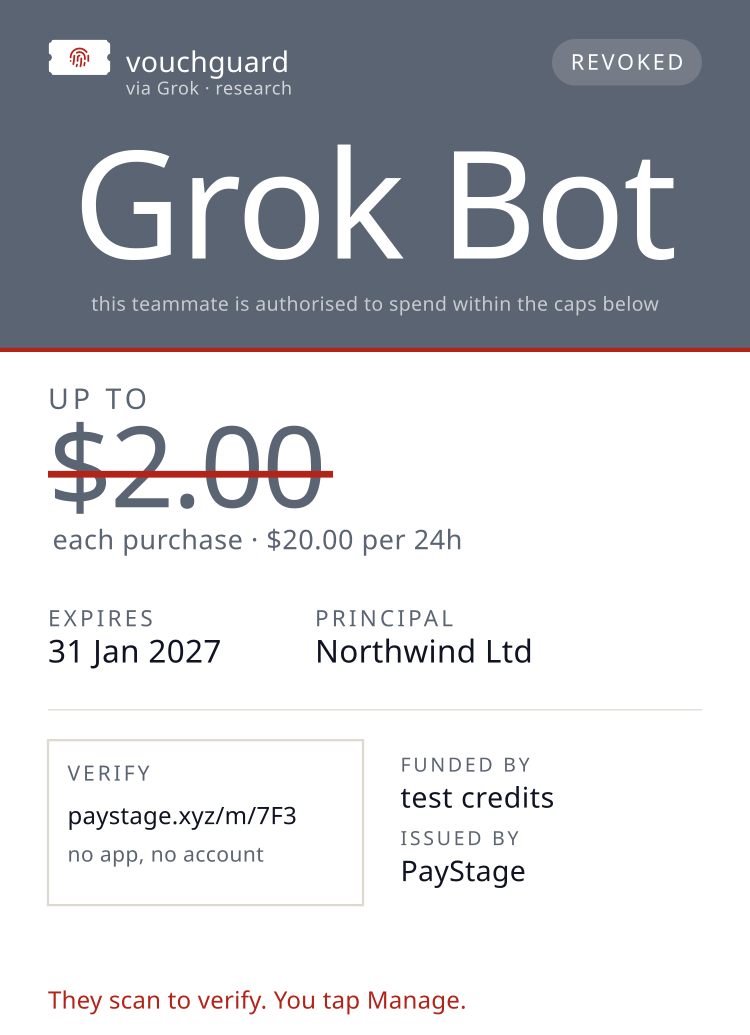 vouchguard
via Grok · research
REVOKED
Grok Bot
this teammate is authorised to spend within the caps below
UP TO
$2.00
each purchase · $20.00 per 24h
EXPIRES
31 Jan 2027
PRINCIPAL
Northwind Ltd
VERIFY
paystage.xyz/m/7F3
no app, no account
FUNDED BY
test credits
ISSUED BY
PayStage
They scan to verify. You tap Manage.